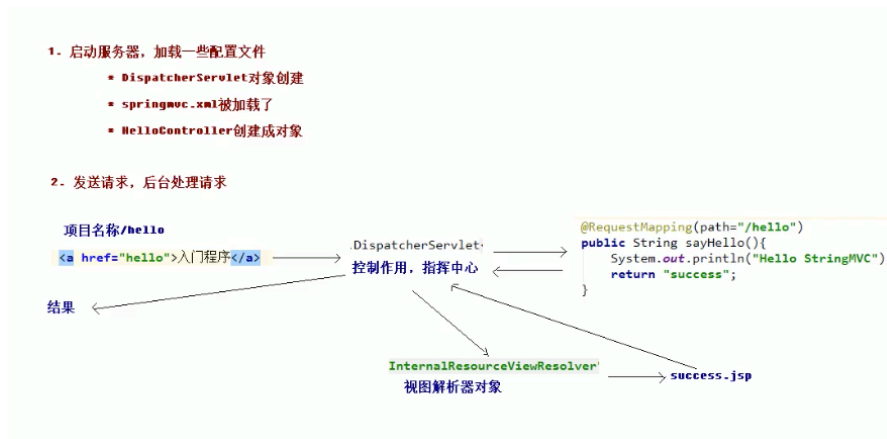 1. 启动服务器，加载一些配置文件
* DispatcherServlet对象创建
* springmvc.xml被加载了
* HelloController创建成对象
2. 发送请求，后台处理请求
项目名称/hello
<a href="hello">入门程序</a>
.DispatcherServlet
控制作用，指挥中心
@RequestMapping(path="/hello")
public String sayHello(){
System.out.println("Hello StringMVC")
return "success";
}
结果
InternalResourceViewResolver
视图解析器对象
success.jsp